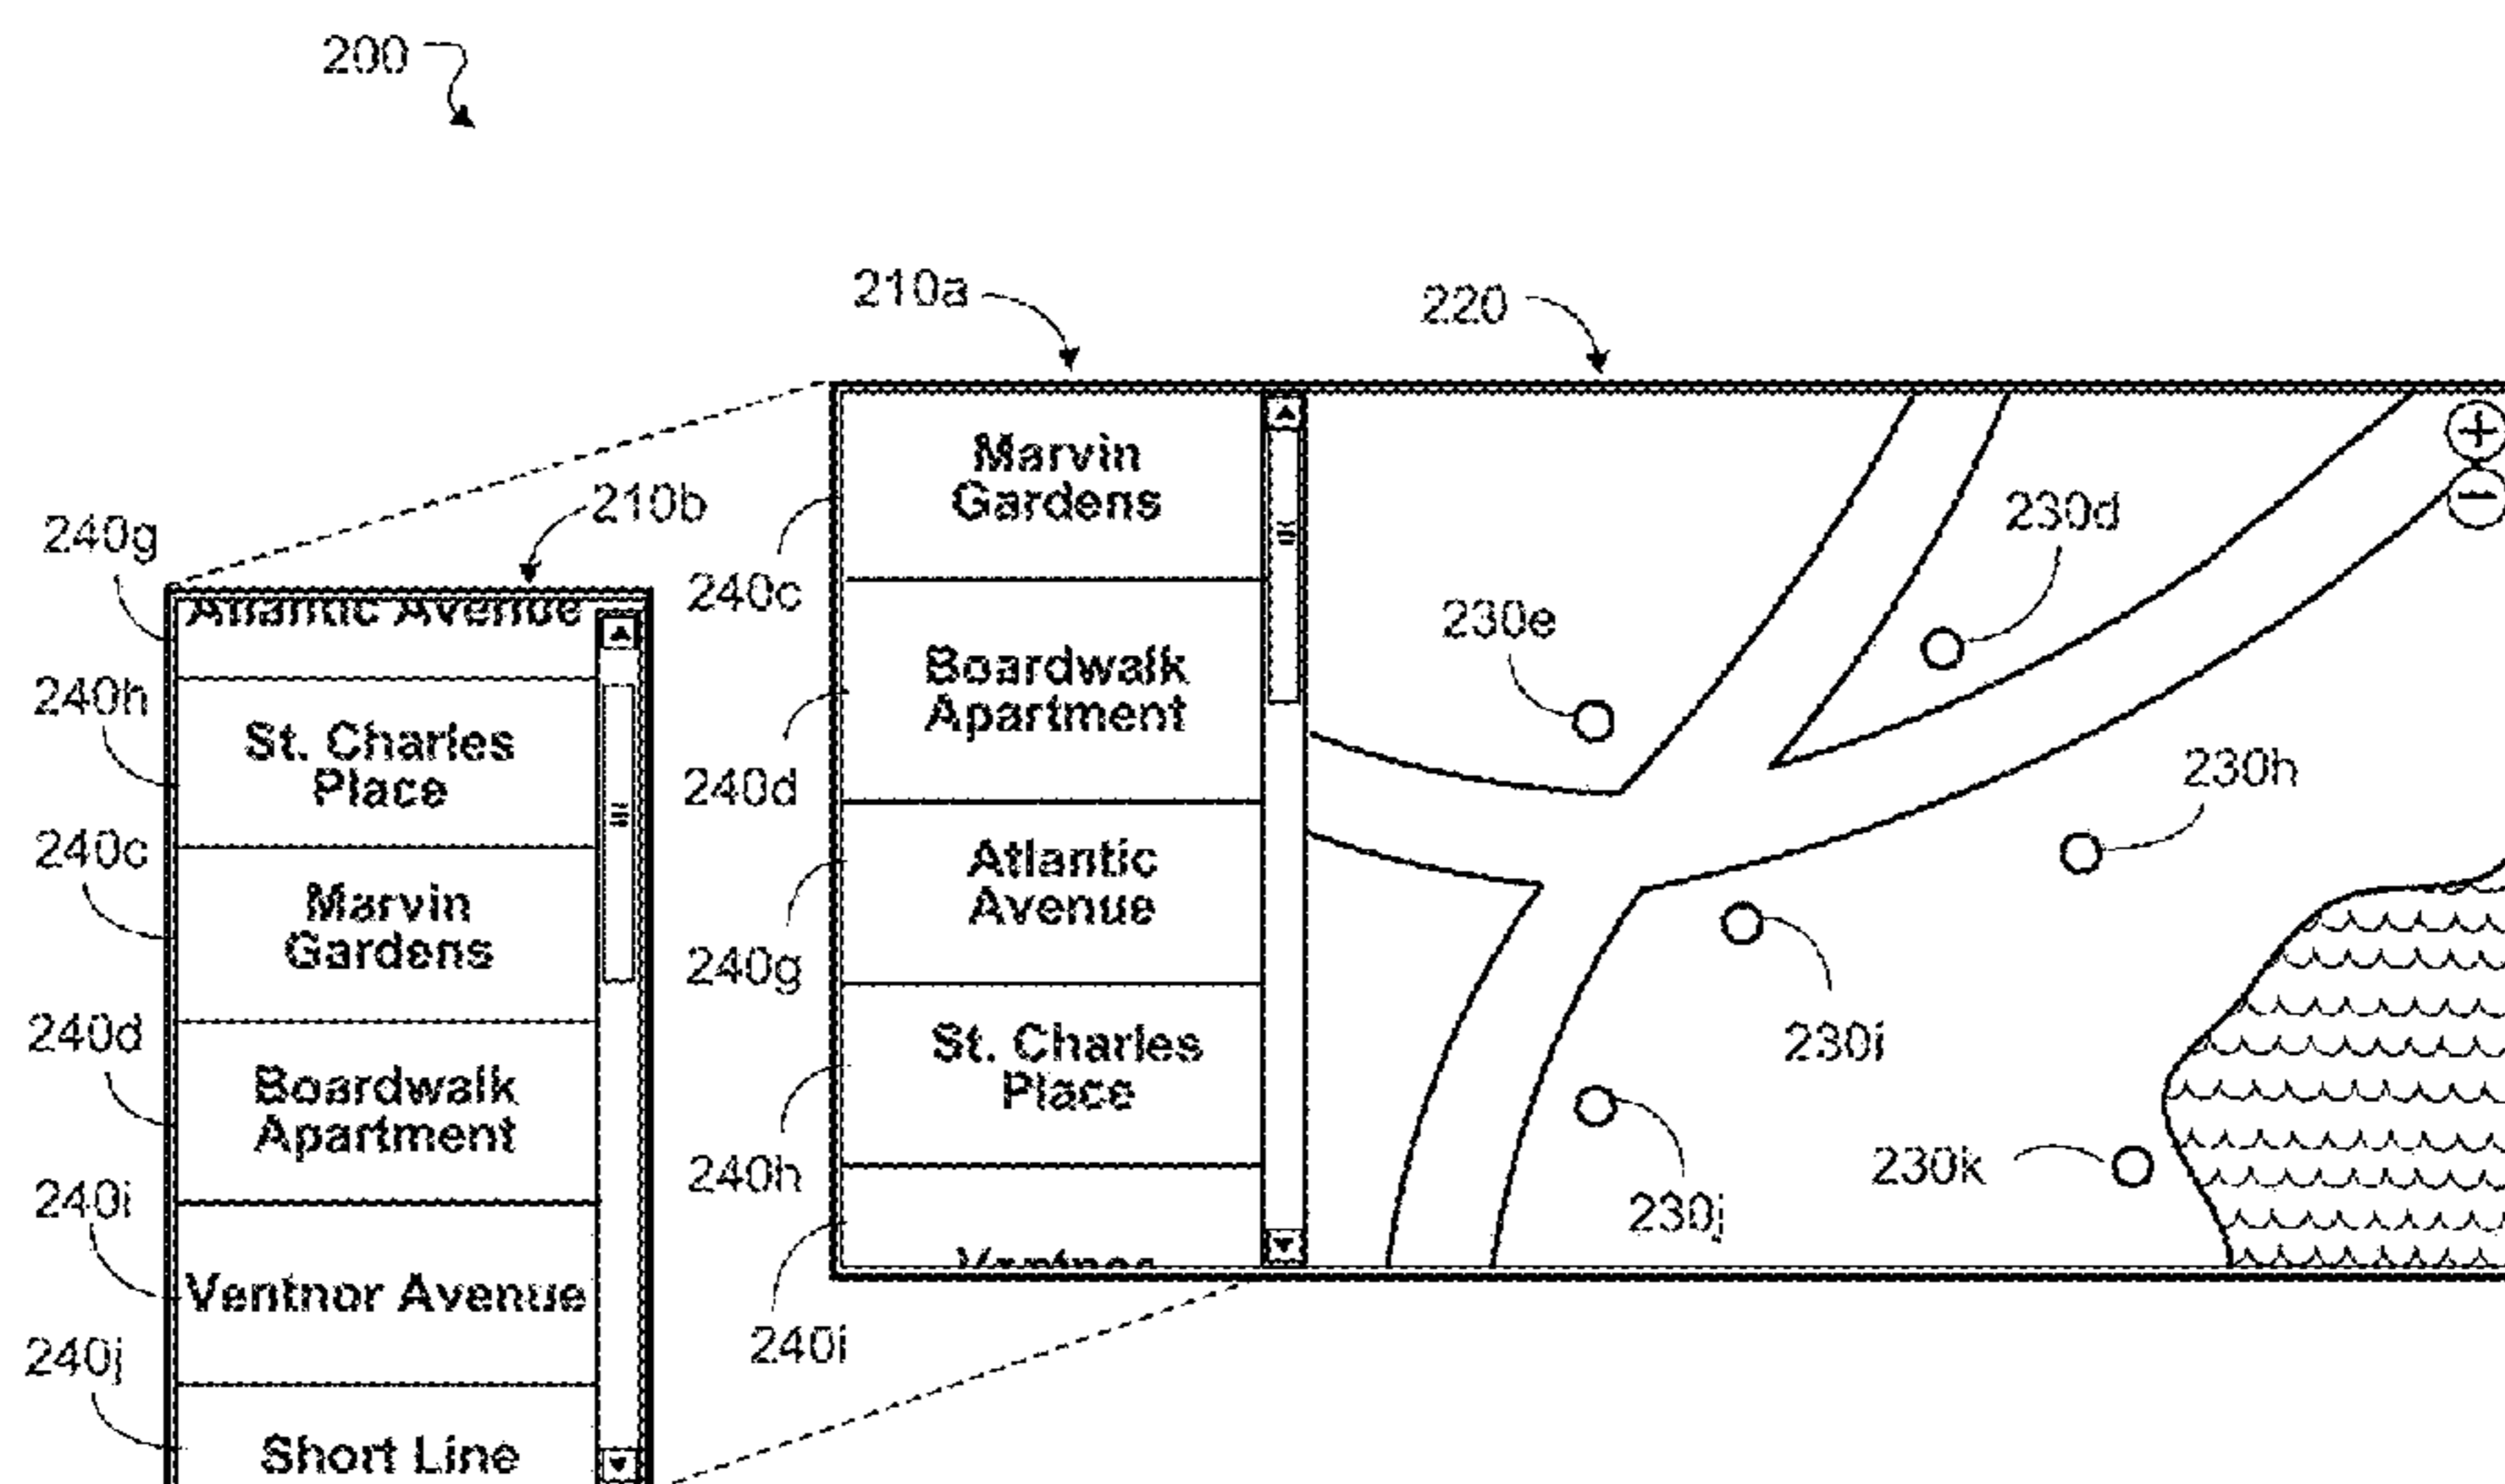 200
210a
220
Marvin
Gardens
240c
Boardwalk
Apartment
240d
Atlantic
Avenue
240g
St. Charles
Place
240h
240i
230d
230e
230h
230i
230j
230k
210b
240g
Atlantic Avenue
240h
St. Charles
Place
240c
Marvin
Gardens
240d
Boardwalk
Apartment
240i
Ventnor Avenue
240j
Short Line